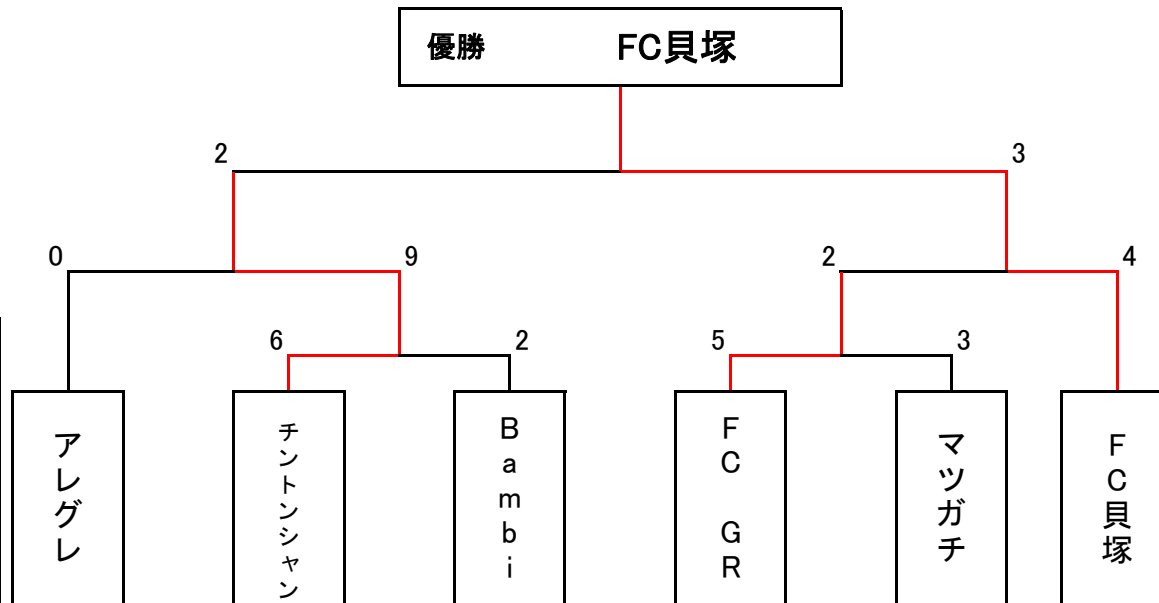 優勝 FC貝塚
2 3
0 9 2 4
6 2 5 3
アレグレ
チントンシャン
Bambi
FC GR
マツガチ
FC貝塚